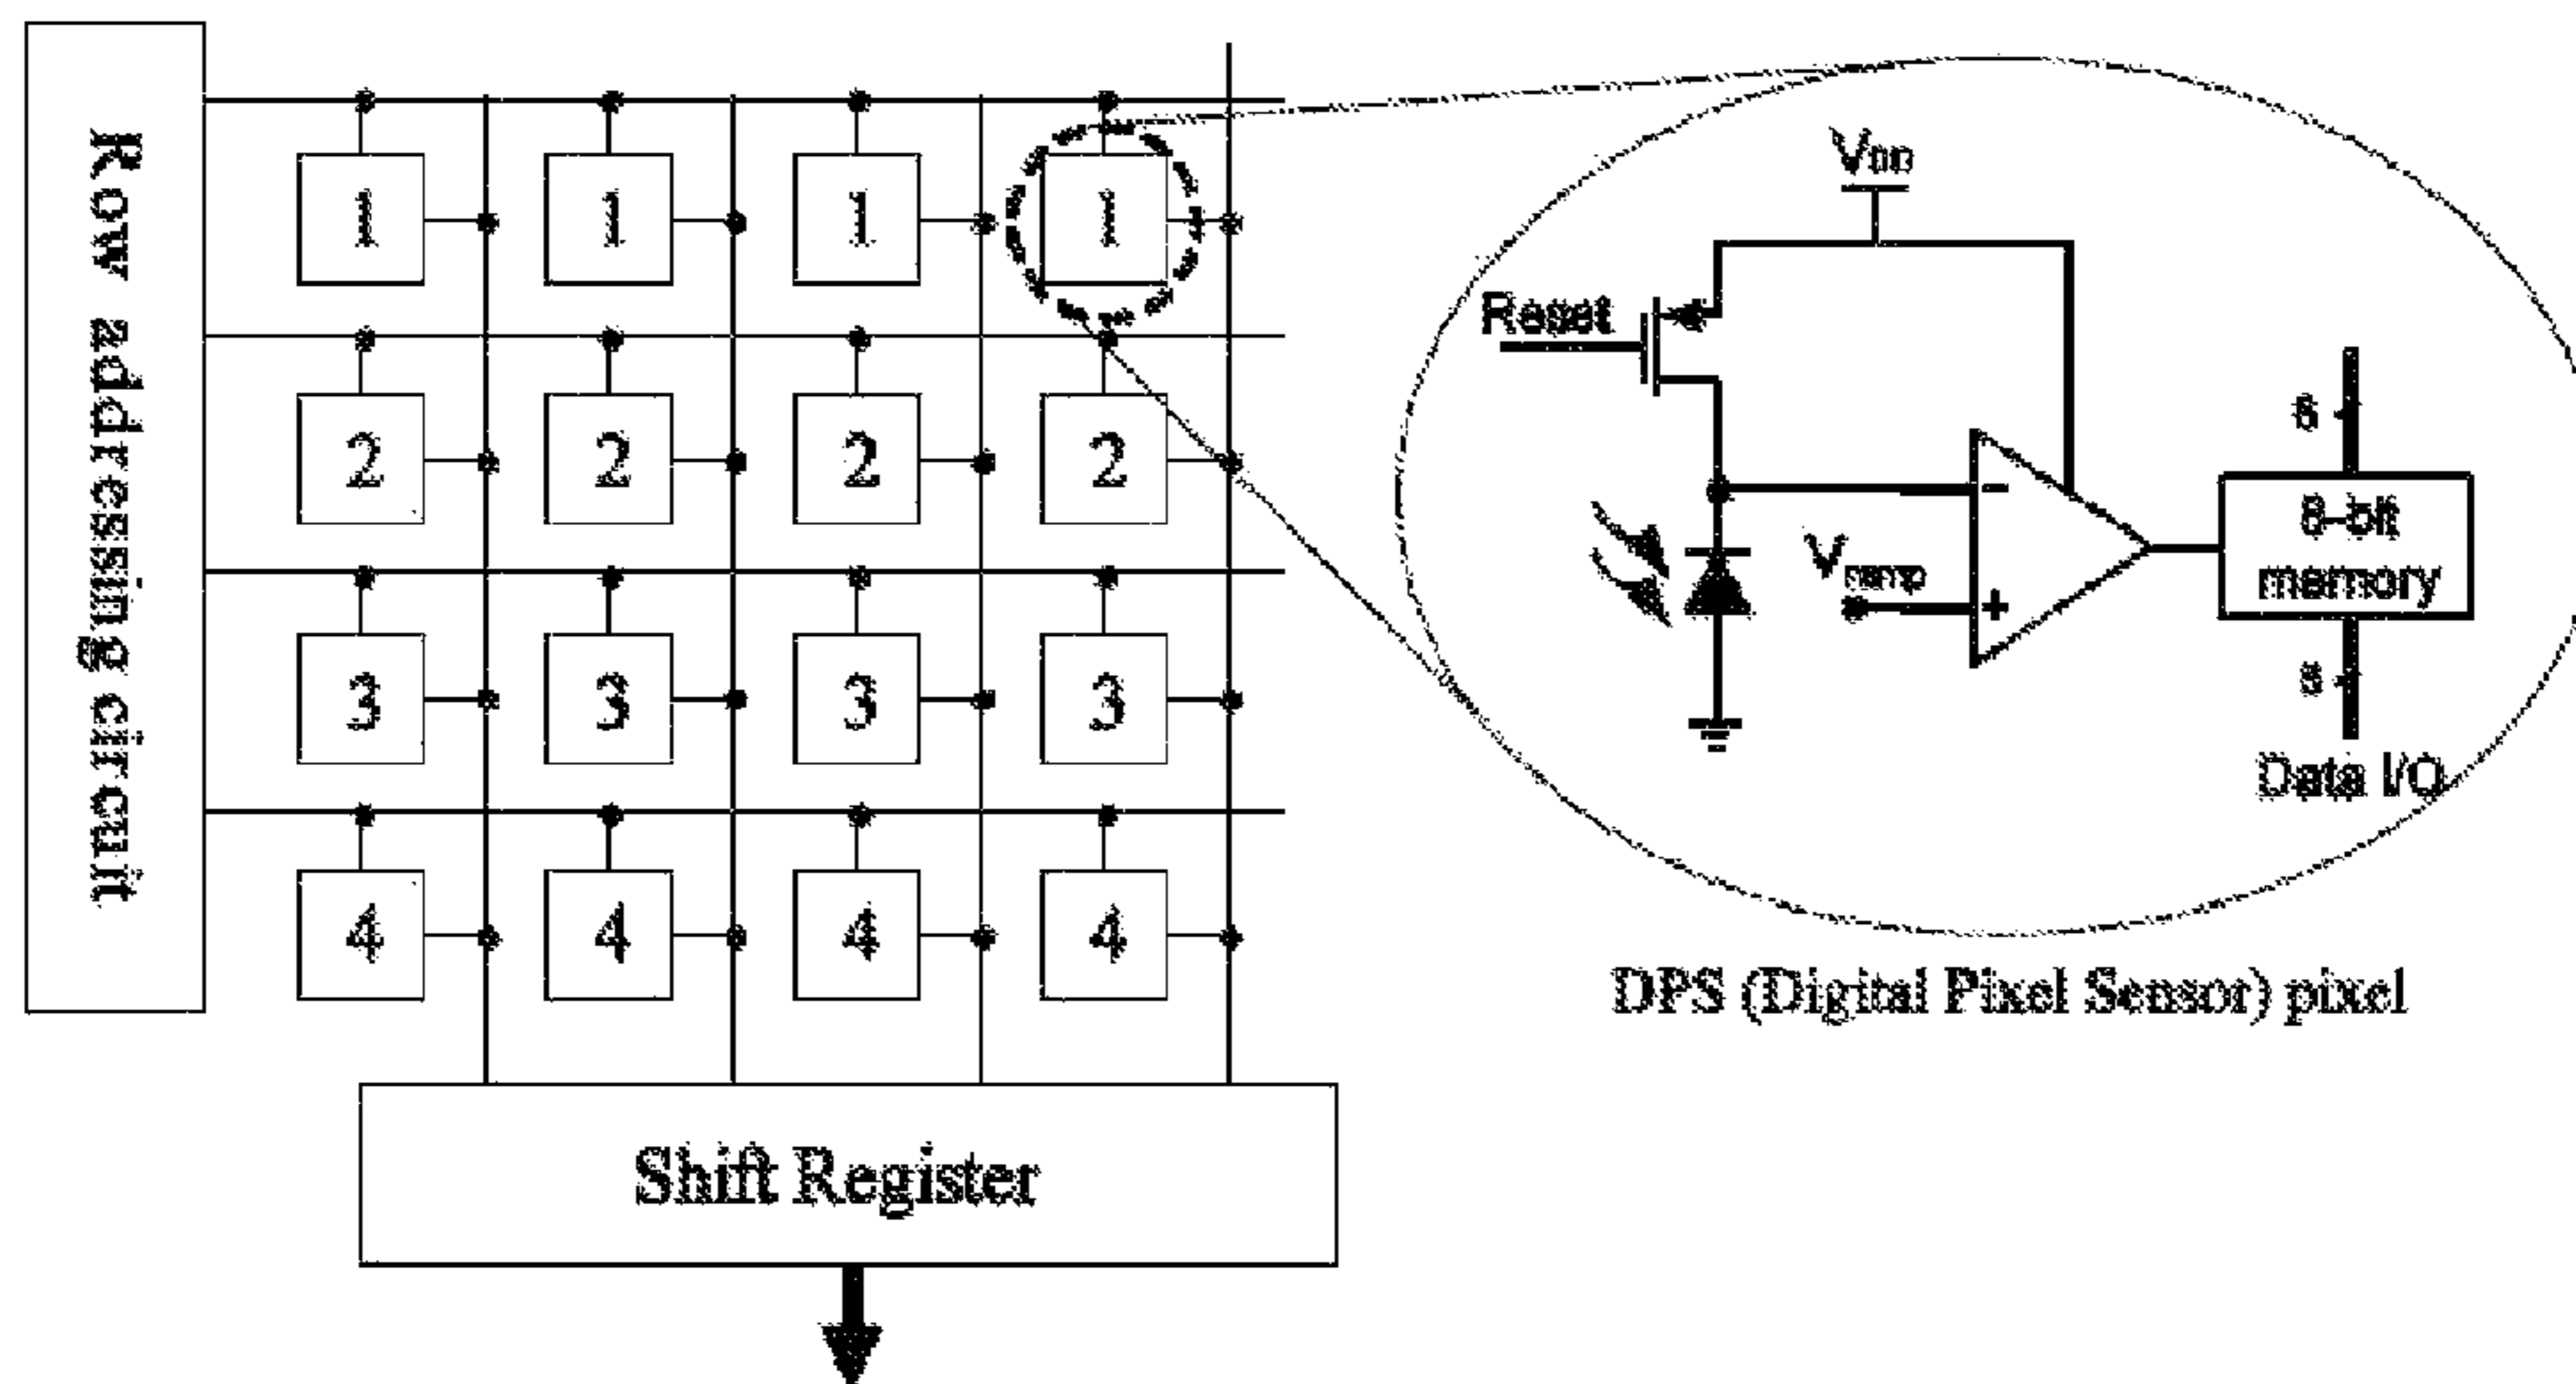 Row addressing circuit
1 1 1 1
2 2 2 2
3 3 3 3
4 4 4 4
Shift Register
VDD
Reset
Vramp
-
+
8
8-bit
memory
8
Data I/O
DPS (Digital Pixel Sensor) pixel